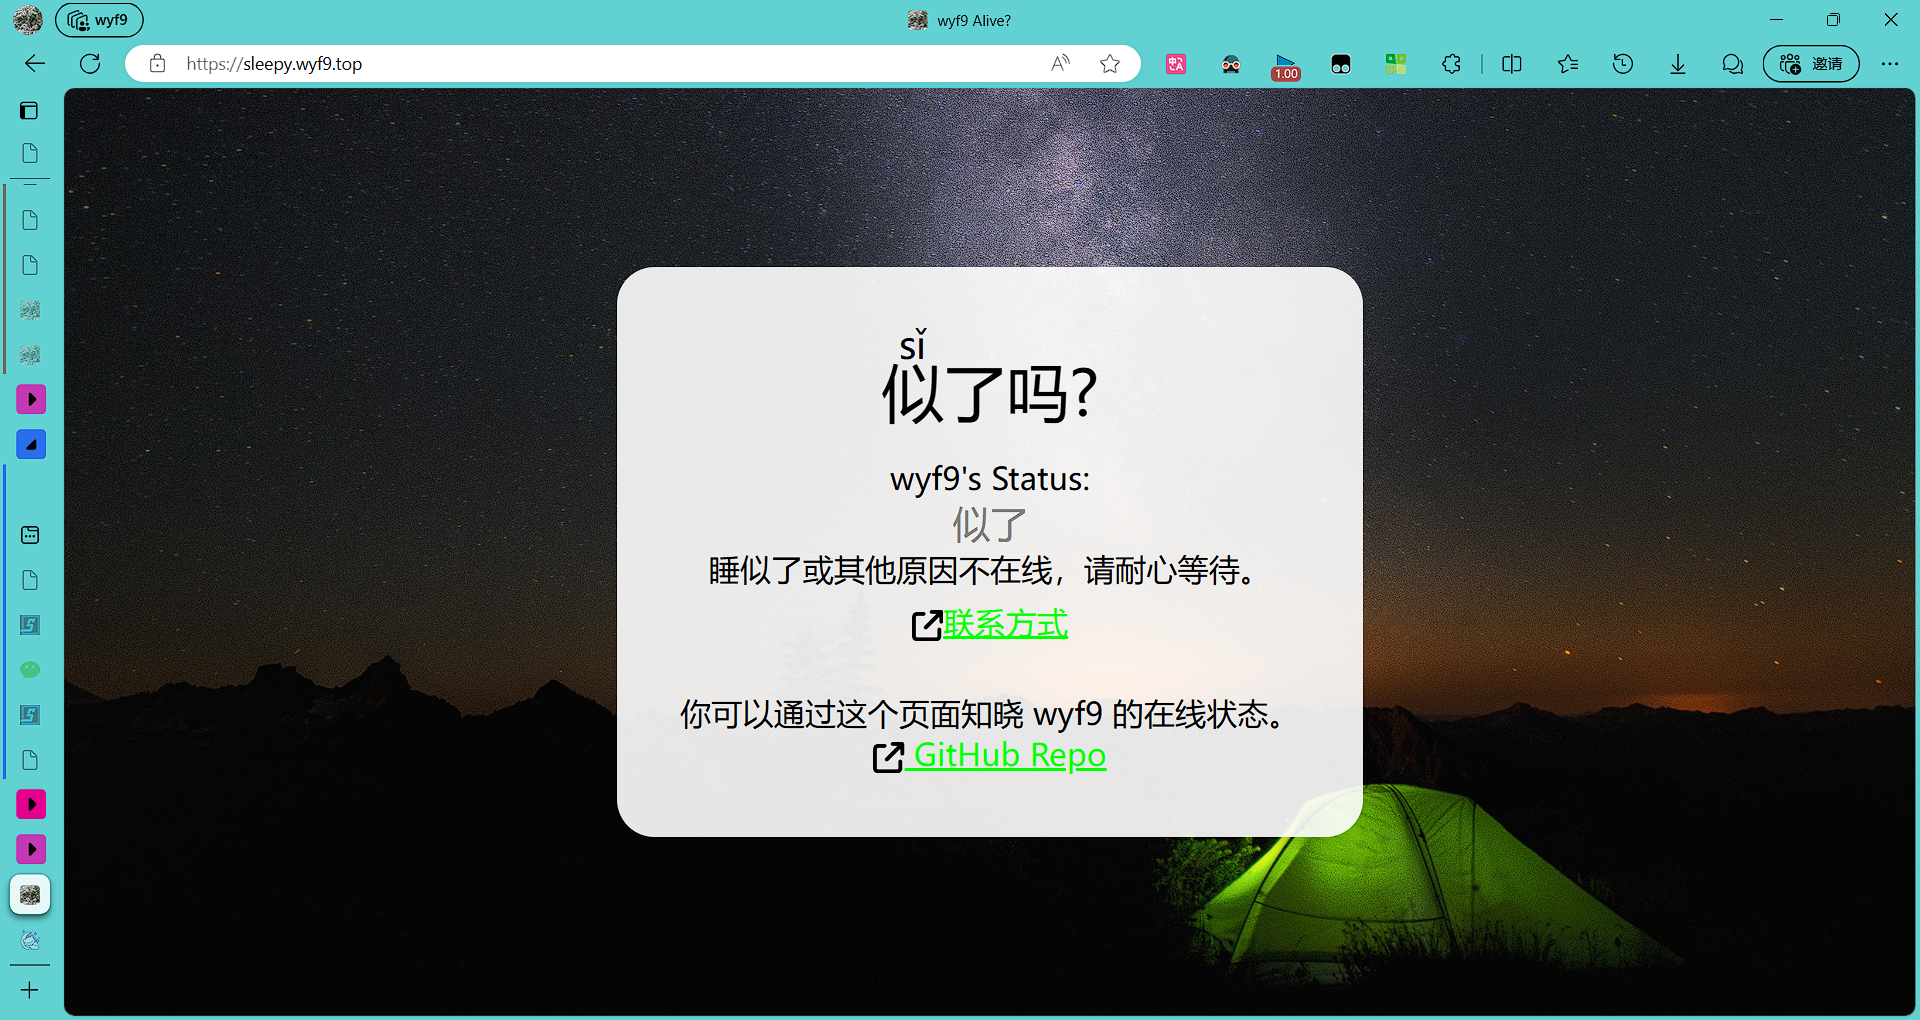 wyf9
wyf9 Alive?
https://sleepy.wyf9.top
1.00
邀请
sǐ
似了吗?
wyf9's Status:
似了
睡似了或其他原因不在线，请耐心等待。
联系方式
你可以通过这个页面知晓 wyf9 的在线状态。
GitHub Repo